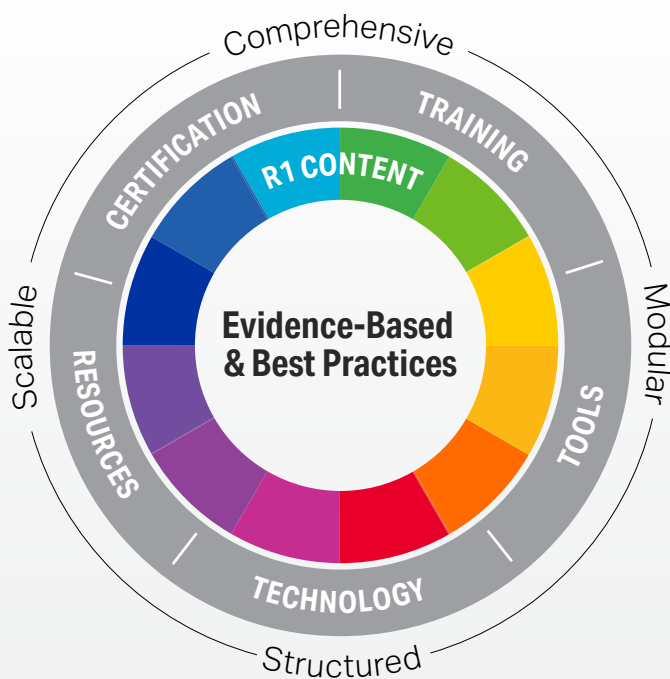 Comprehensive
CERTIFICATION
TRAINING
R1 CONTENT
Scalable
Modular
Evidence-Based
& Best Practices
RESOURCES
TOOLS
TECHNOLOGY
Structured